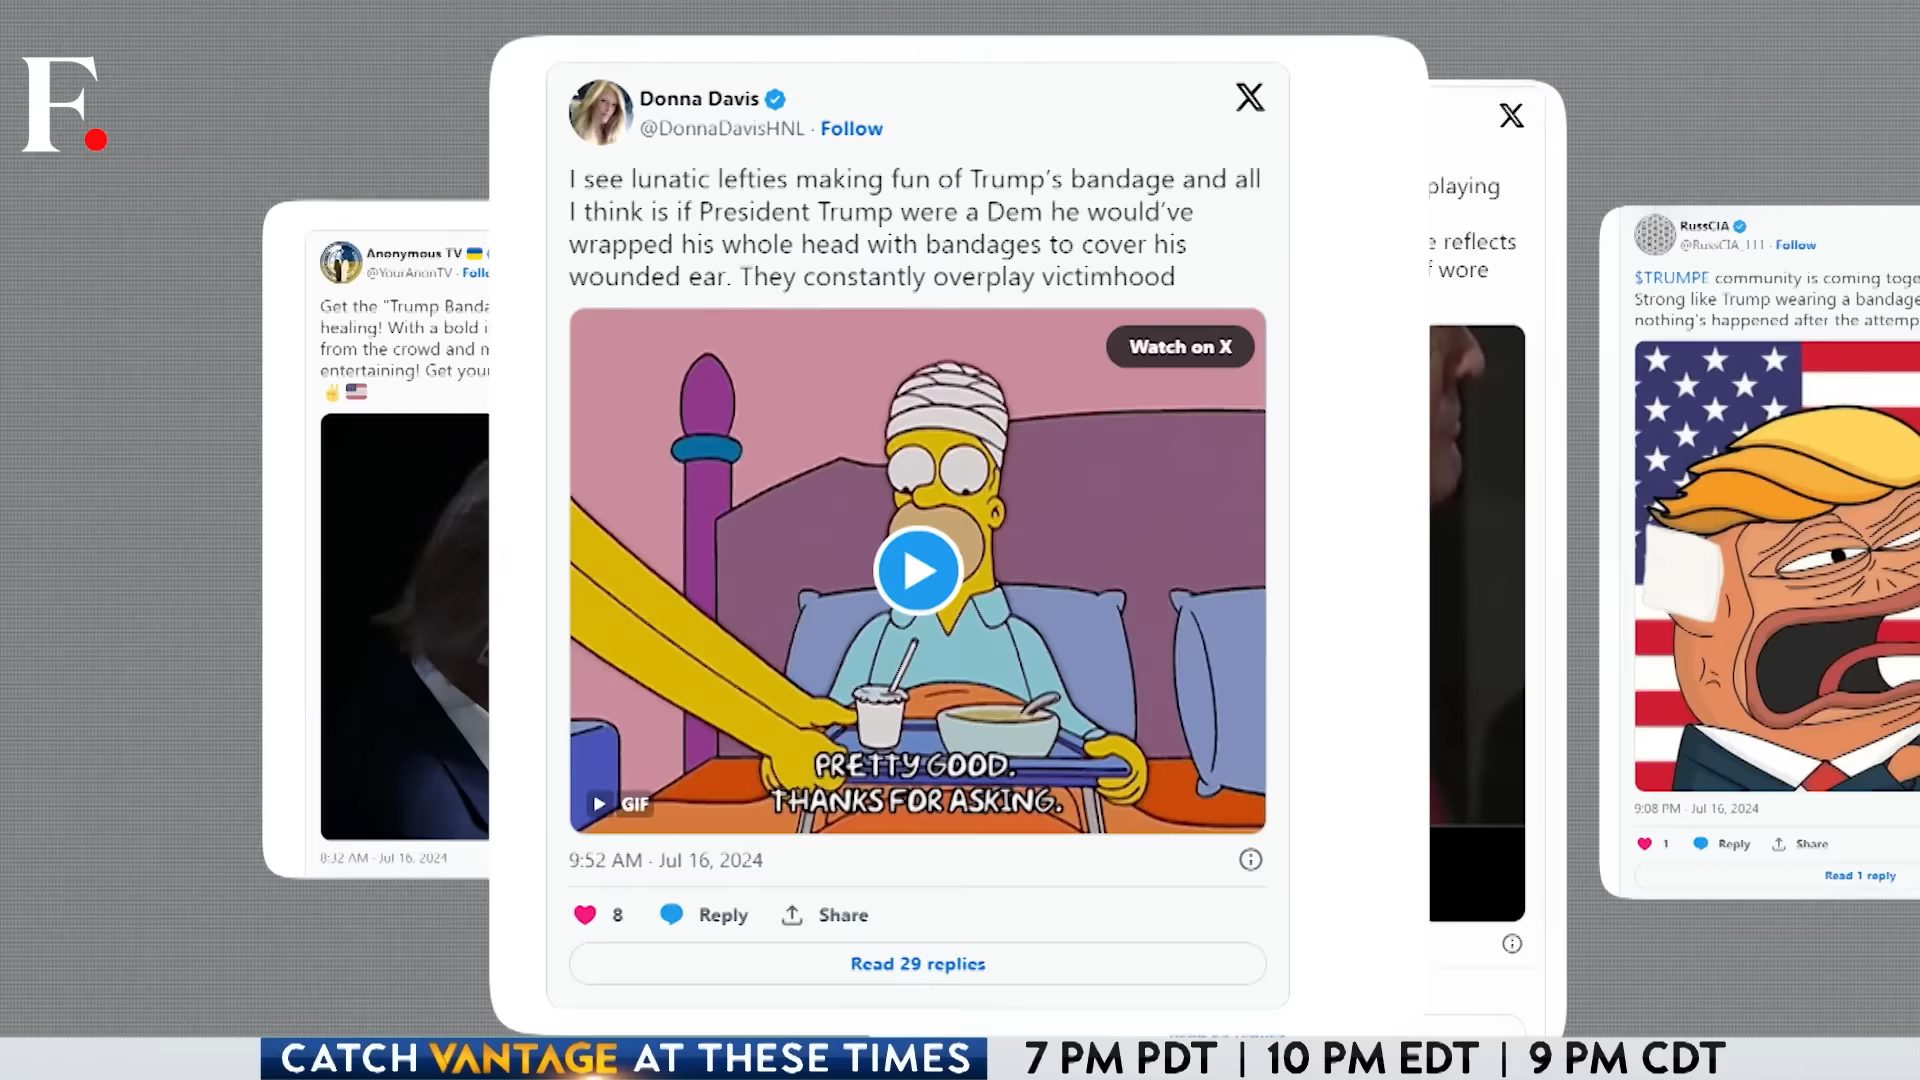 F.
Anonymous TV
@YourAnonTV · Follo
Get the "Trump Banda
healing! With a bold
from the crowd and
entertaining! Get your
8:32 AM · Jul 16, 2024
Donna Davis
@DonnaDavisHNL · Follow
X
I see lunatic lefties making fun of Trump's bandage and all
I think is if President Trump were a Dem he would've
wrapped his whole head with bandages to cover his
wounded ear. They constantly overplay victimhood
Watch on X
PRETTY GOOD.
THANKS FOR ASKING.
GIF
9:52 AM · Jul 16, 2024
8 Reply Share
Read 29 replies
X
playing
reflects
wore
RussCIA
@RussCIA_111 · Follow
$TRUMPE community is coming toge
Strong like Trump wearing a bandage
nothing's happened after the attemp
9:08 PM · Jul 16, 2024
1 Reply Share
Read 1 reply
CATCH VANTAGE AT THESE TIMES
7 PM PDT | 10 PM EDT | 9 PM CDT